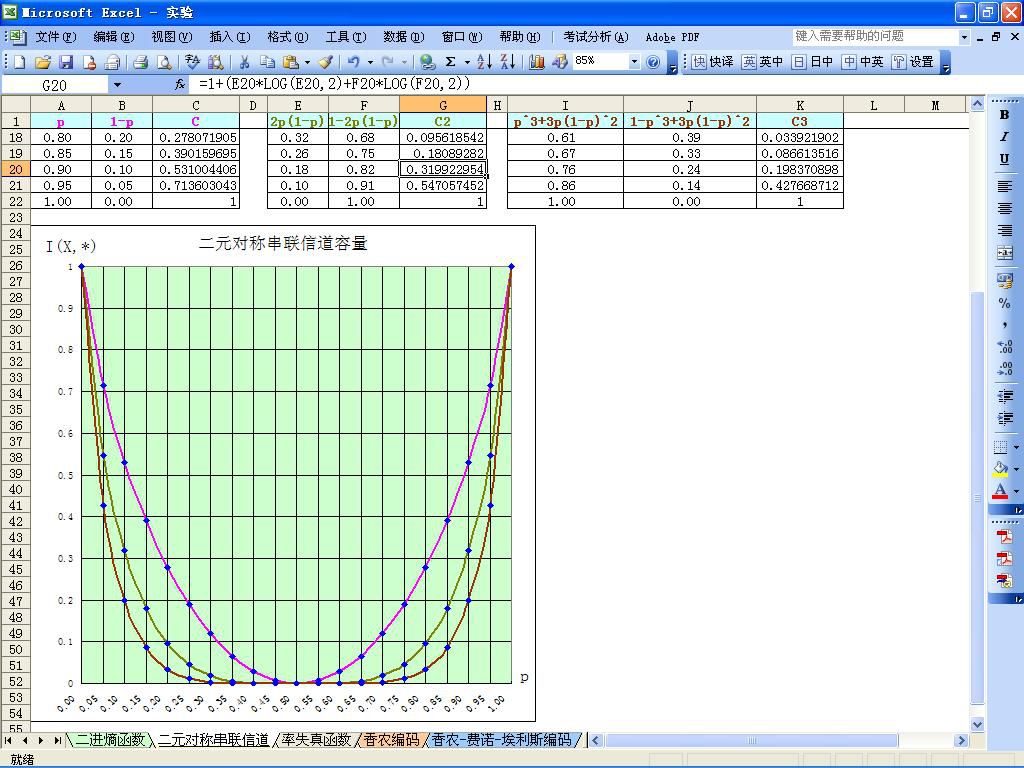 Microsoft Excel - 实验
文件(F) 编辑(E) 视图(V) 插入(I) 格式(O) 工具(T) 数据(D) 窗口(W) 帮助(H) 考试分析(A) Adobe PDF 键入需要帮助的问题
85% 快 快译 英 英中 日 日中 中 中英 设置
G20 fx =1+(E20*LOG(E20,2)+F20*LOG(F20,2))
A B C D E F G H I J K L M
1 p 1-p C 2p(1-p) 1-2p(1-p) C2 p^3+3p(1-p)^2 1-p^3+3p(1-p)^2 C3
18 0.80 0.20 0.278071905 0.32 0.68 0.095618542 0.61 0.39 0.033921902
19 0.85 0.15 0.390159695 0.26 0.75 0.18089282 0.67 0.33 0.086613516
20 0.90 0.10 0.531004406 0.18 0.82 0.319922954 0.76 0.24 0.198370898
21 0.95 0.05 0.713603043 0.10 0.91 0.547057452 0.86 0.14 0.427668712
22 1.00 0.00 1 0.00 1.00 1 1.00 0.00 1
23
24
25
26
27
28
29
30
31
32
33
34
35
36
37
38
39
40
41
42
43
44
45
46
47
48
49
50
51
52
53
54
55
I(X,*) 二元对称串联信道容量
1
0.9
0.8
0.7
0.6
0.5
0.4
0.3
0.2
0.1
0
p
0.00 0.05 0.10 0.15 0.20 0.25 0.30 0.35 0.40 0.45 0.50 0.55 0.60 0.65 0.70 0.75 0.80 0.85 0.90 0.95 1.00
B
I
U
%
,
A
二进熵函数 二元对称串联信道 率失真函数 香农编码 香农-费诺-埃利斯编码
就绪